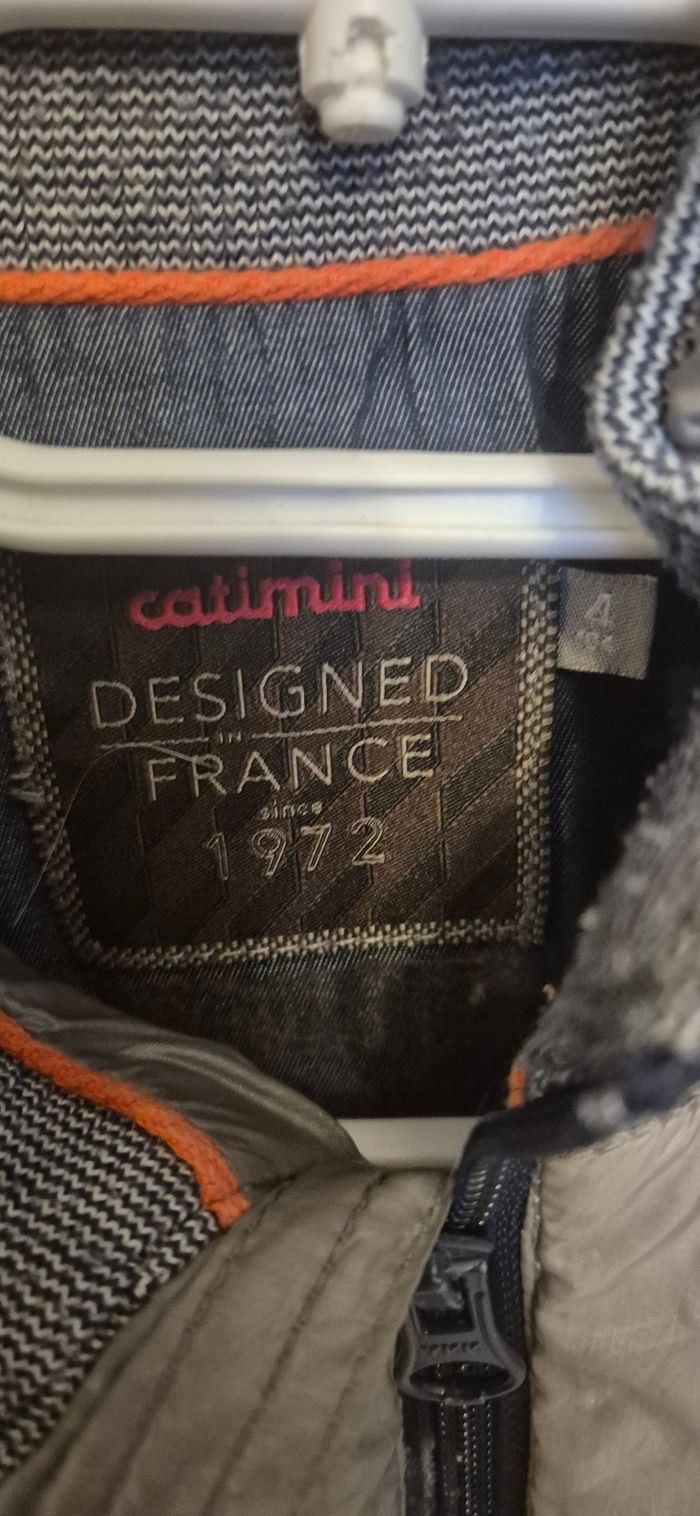 catimini
DESIGNED
IN
FRANCE
since
1972
4